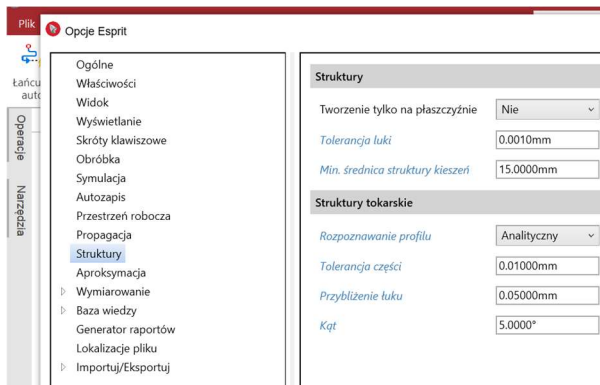 Plik
Opcje Esprit
Operacje
Narzędzia
Ogólne
Właściwości
Widok
Wyświetlanie
Skróty klawiszowe
Obróbka
Symulacja
Autozapis
Przestrzeń robocza
Propagacja
Struktury
Aproksymacja
Wymiarowanie
Baza wiedzy
Generator raportów
Lokalizacje pliku
Importuj/Eksportuj
Struktury
Tworzenie tylko na płaszczyźnie Nie
Tolerancja luki 0.0010mm
Min. średnica struktury kieszeń 15.0000mm
Struktury tokarskie
Rozpoznawanie profilu Analityczny
Tolerancja części 0.01000mm
Przybliżenie łuku 0.05000mm
Kąt 5.0000°